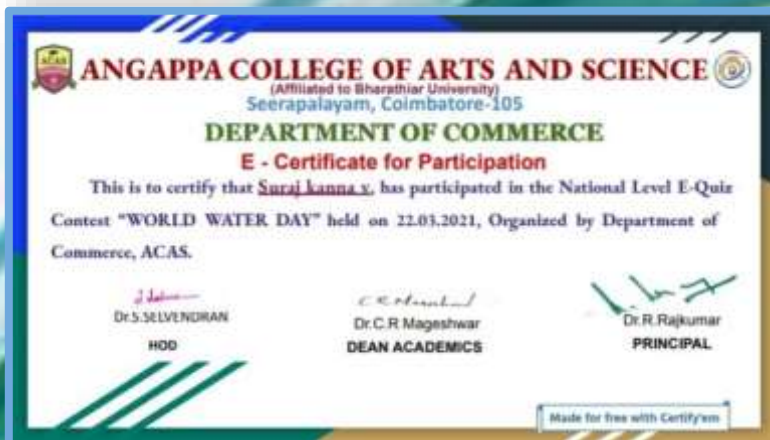 ACAS
ANGAPPA COLLEGE OF ARTS AND SCIENCE
(Affiliated to Bharathiar University)
Seerapalayam, Coimbatore-105
DEPARTMENT OF COMMERCE
E - Certificate for Participation
This is to certify that Suraj kanna v, has participated in the National Level E-Quiz
Contest "WORLD WATER DAY" held on 22.03.2021, Organized by Department of
Commerce, ACAS.
Dr.S.SELVENDRAN
HOD
Dr.C.R Mageshwar
DEAN ACADEMICS
Dr.R.Rajkumar
PRINCIPAL
Made for free with Certify'em